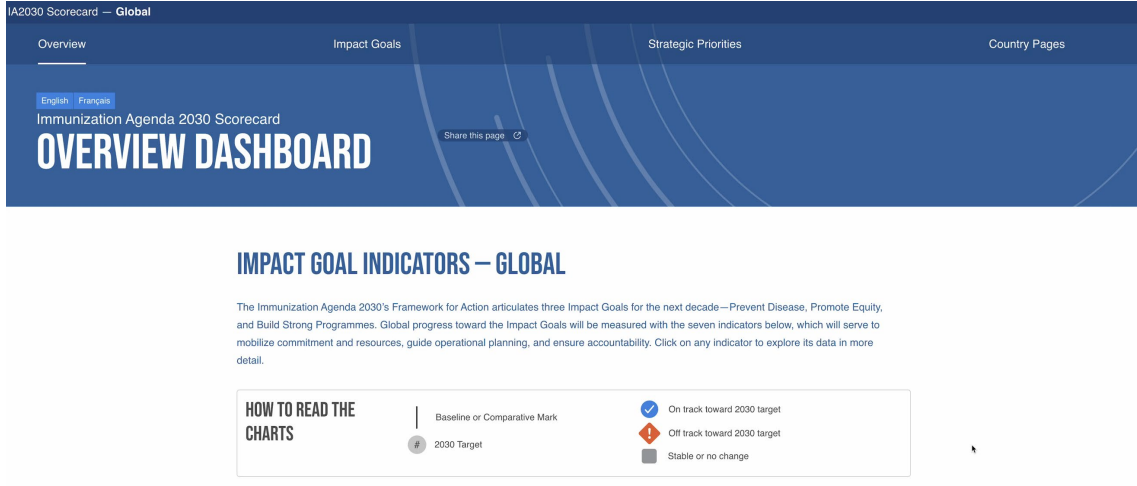 IA2030 Scorecard — Global
Overview
Impact Goals
Strategic Priorities
Country Pages
English Français
Immunization Agenda 2030 Scorecard
OVERVIEW DASHBOARD
Share this page
IMPACT GOAL INDICATORS – GLOBAL
The Immunization Agenda 2030's Framework for Action articulates three Impact Goals for the next decade—Prevent Disease, Promote Equity,
and Build Strong Programmes. Global progress toward the Impact Goals will be measured with the seven indicators below, which will serve to
mobilize commitment and resources, guide operational planning, and ensure accountability. Click on any indicator to explore its data in more
detail.
HOW TO READ THE
CHARTS
Baseline or Comparative Mark
# 2030 Target
On track toward 2030 target
! Off track toward 2030 target
Stable or no change